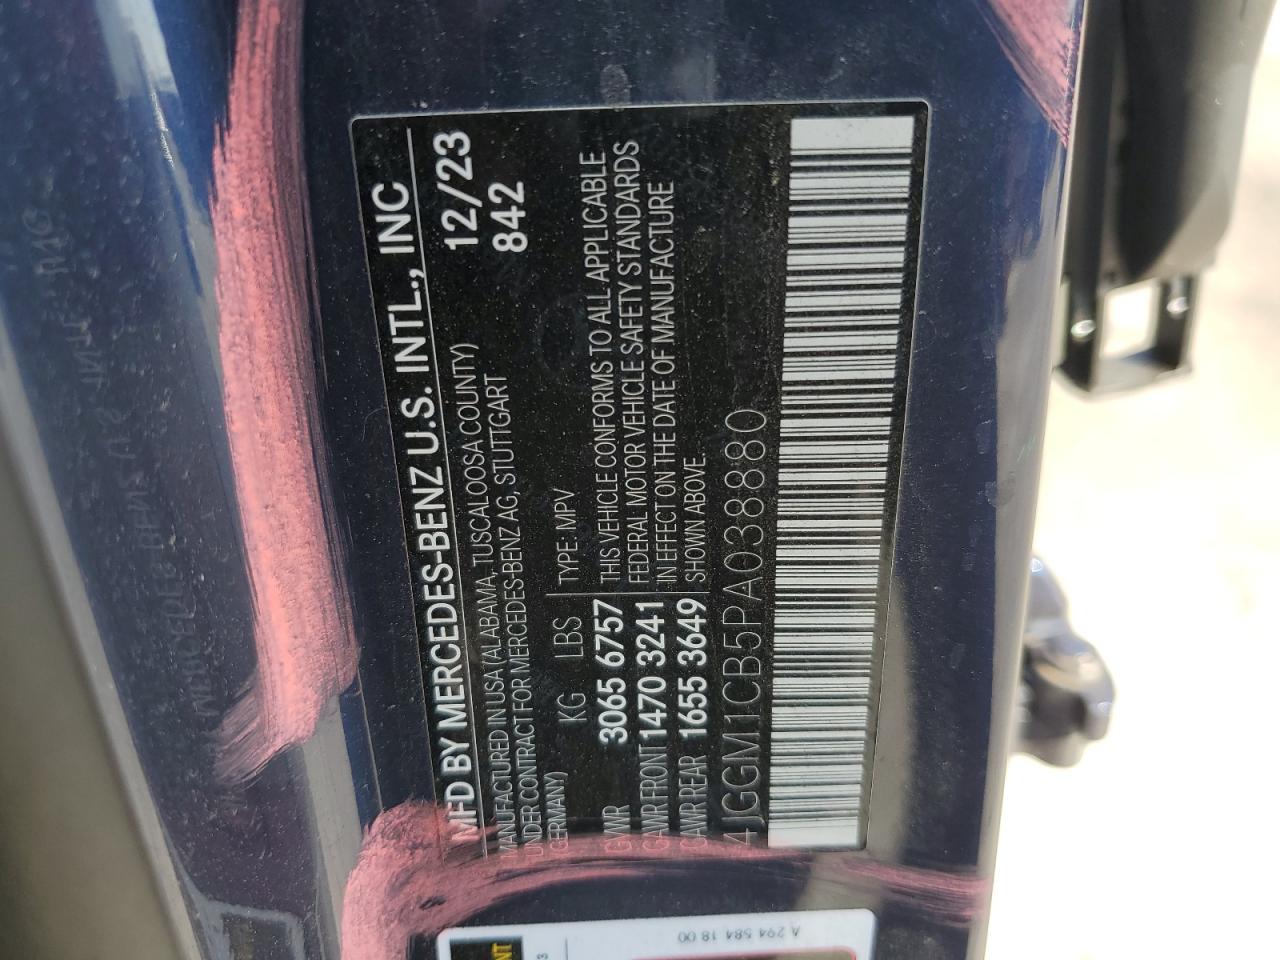 MFD BY MERCEDES-BENZ U.S. INTL., INC
MANUFACTURED IN USA (ALABAMA, TUSCALOOSA COUNTY)
UNDER CONTRACT FOR MERCEDES-BENZ AG, STUTTGART
GERMANY)
12/23
842
KG LBS
GVWR 3065 6757
GAWR FRONT 1470 3241
GAWR REAR 1655 3649
TYPE: MPV
THIS VEHICLE CONFORMS TO ALL APPLICABLE
FEDERAL MOTOR VEHICLE SAFETY STANDARDS
IN EFFECT ON THE DATE OF MANUFACTURE
SHOWN ABOVE.
4JGGM1CB5PA038880
A 294 584 18 00